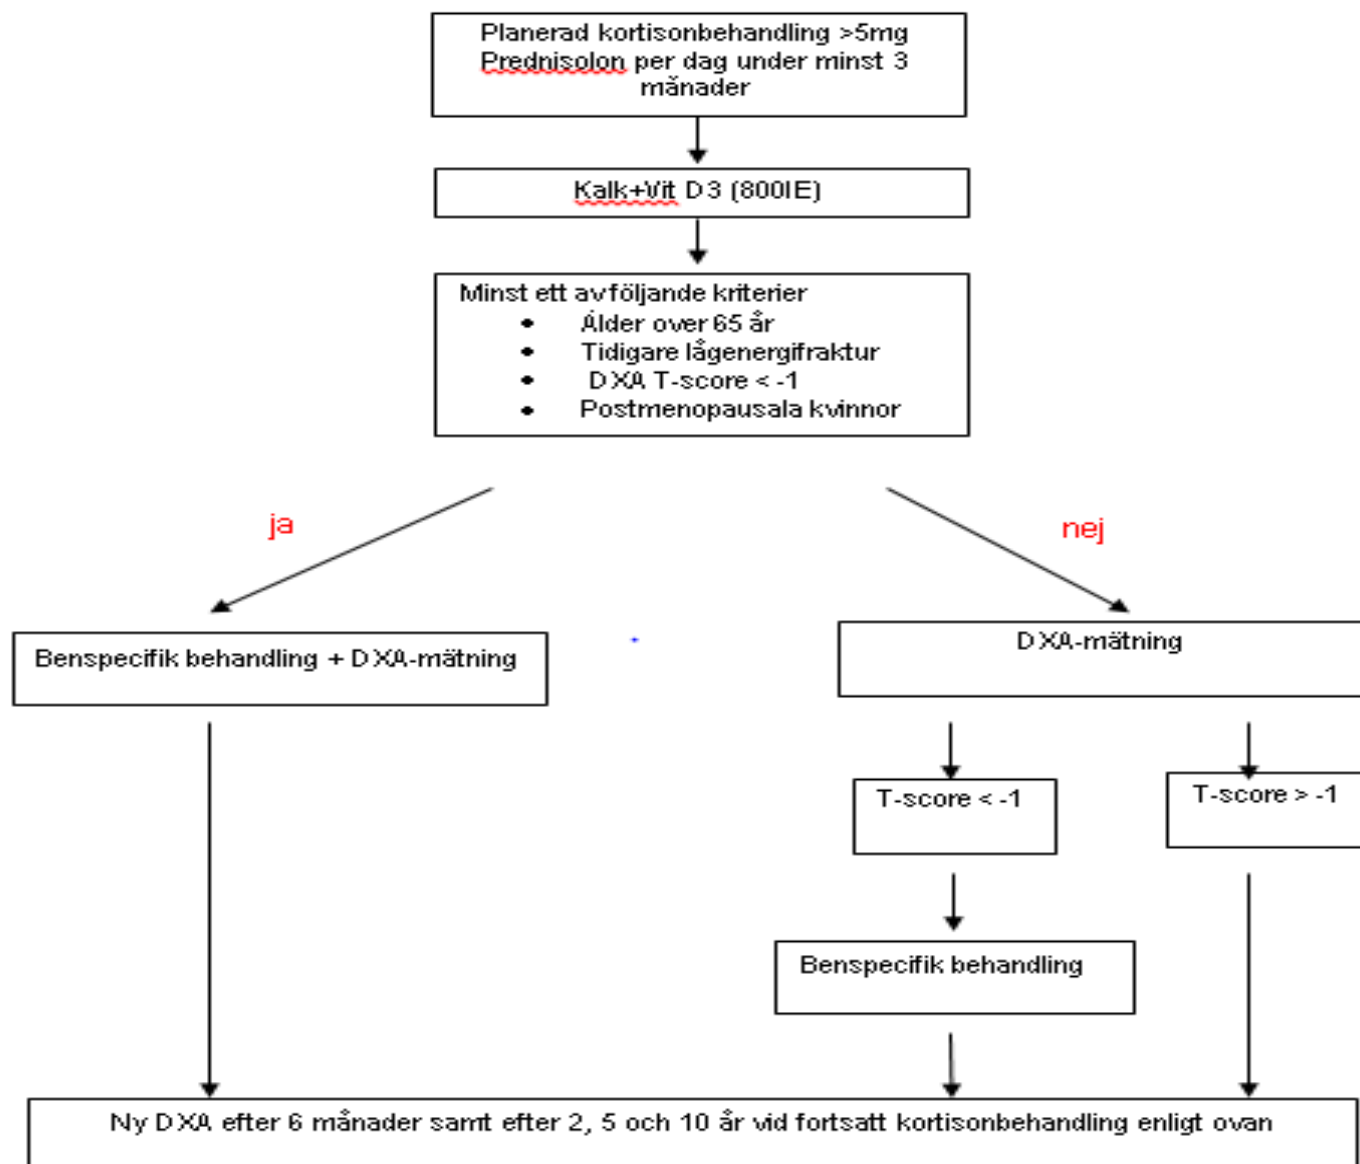 Planerad kortisonbehandling >5mg
Prednisolon per dag under minst 3
månader
Kalk+Vit D3 (800IE)
Minst ett av följande kriterier
• Ålder over 65 år
• Tidigare lågenergifraktur
• DXA T-score < -1
• Postmenopausala kvinnor
ja
nej
Benspecifik behandling + DXA-mätning
DXA-mätning
T-score < -1
T-score > -1
Benspecifik behandling
Ny DXA efter 6 månader samt efter 2, 5 och 10 år vid fortsatt kortisonbehandling enligt ovan